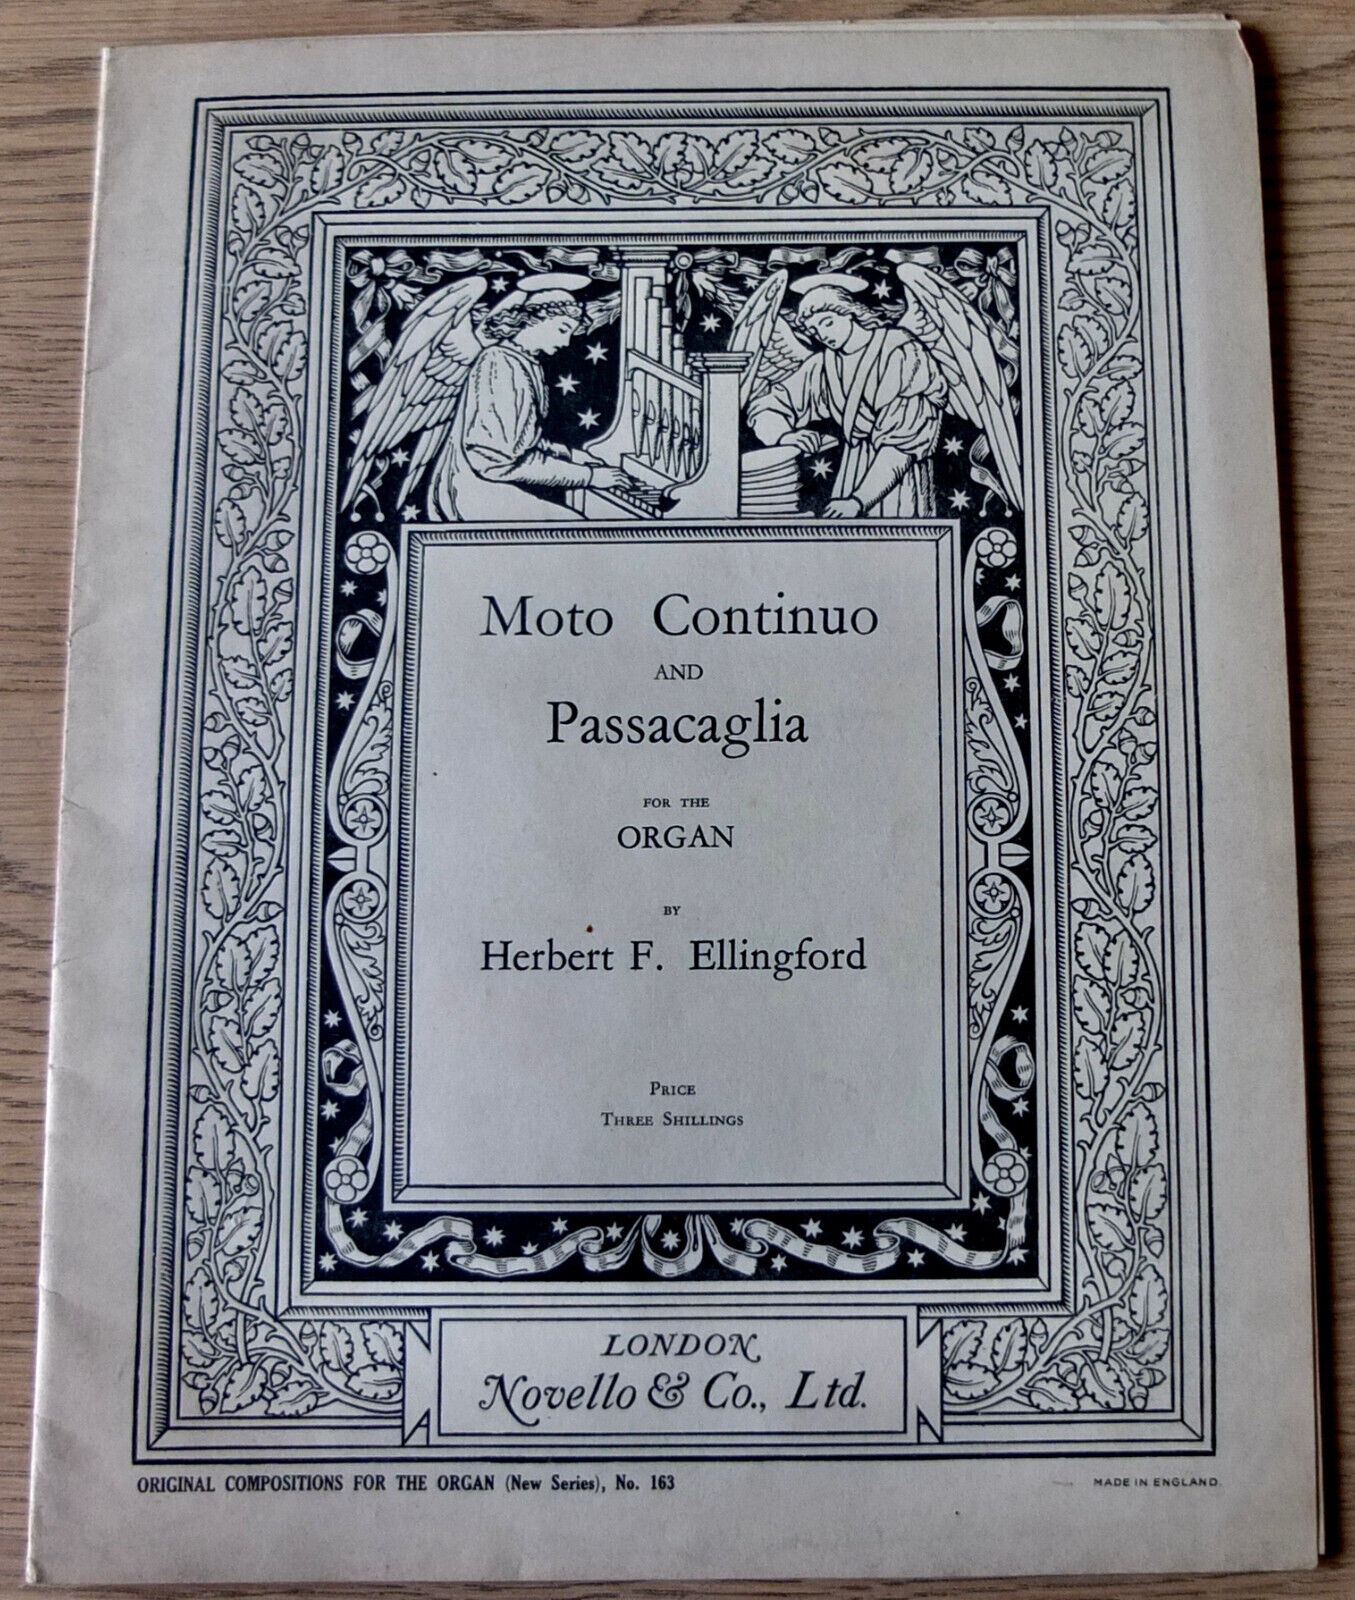 Moto Continuo
AND
Passacaglia
FOR THE
ORGAN
BY
Herbert F. Ellingford
PRICE
THREE SHILLINGS
LONDON
Novello & Co., Ltd.
ORIGINAL COMPOSITIONS FOR THE ORGAN (New Series), No. 163
MADE IN ENGLAND.